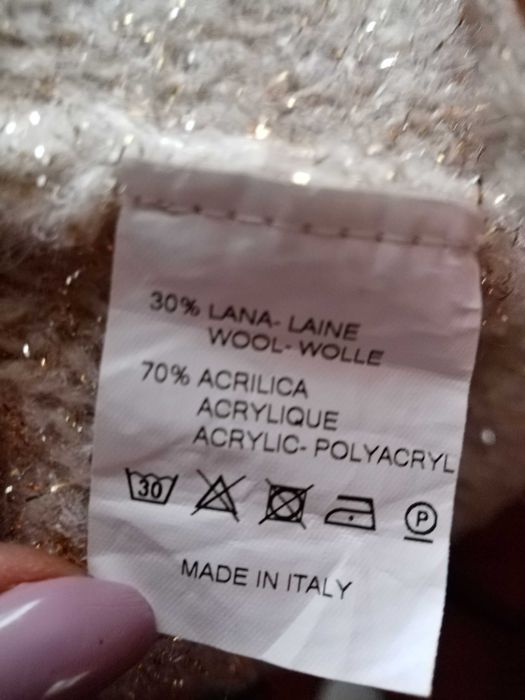 30% LANA- LAINE
WOOL- WOLLE
70% ACRILICA
ACRYLIQUE
ACRYLIC- POLYACRYL
30
P
MADE IN ITALY